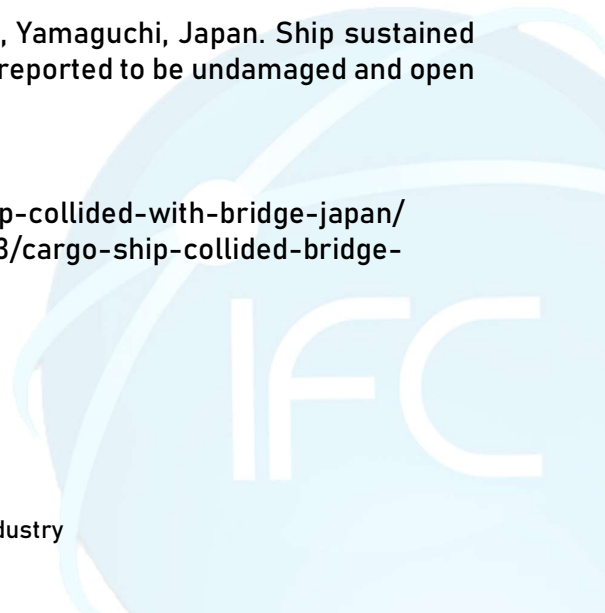 , Yamaguchi, Japan. Ship sustained
reported to be undamaged and open
p-collided-with-bridge-japan/
/cargo-ship-collided-bridge-
IFC
dustry